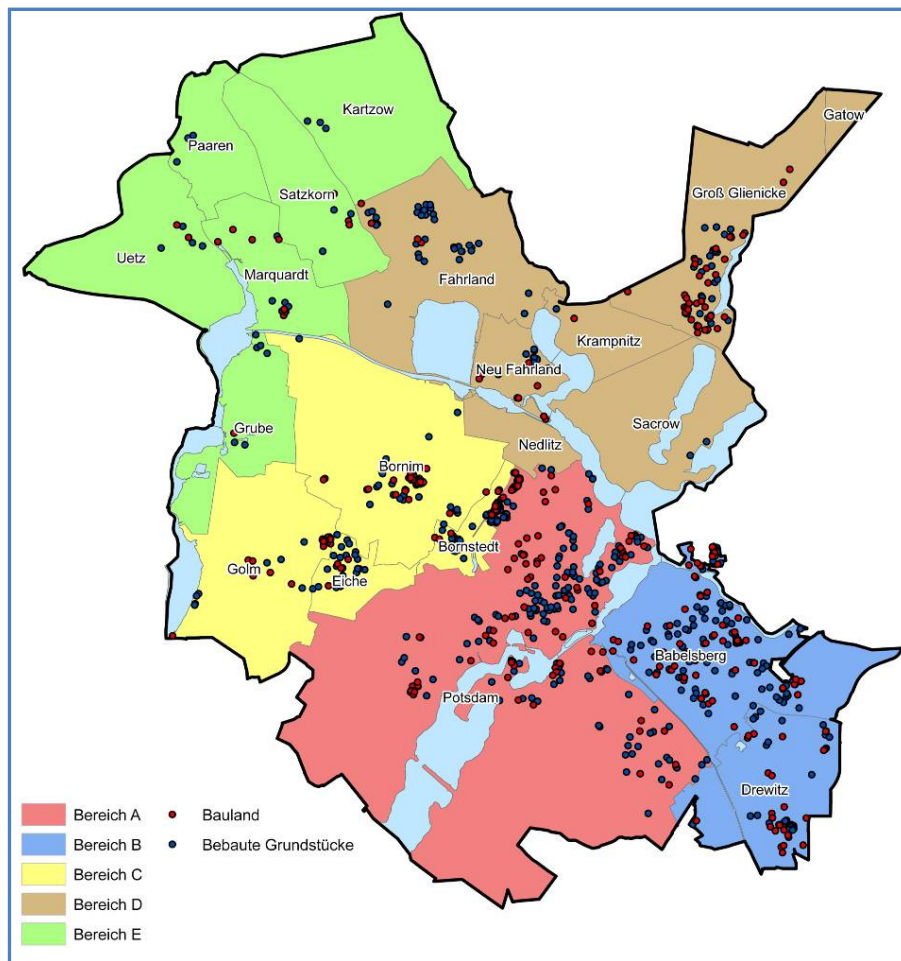 Kartzow
Gatow
Paaren
Groß Glienicke
Satzkorn
Uetz
Marquardt
Fahrland
Krampnitz
Neu Fahrland
Sacrow
Grube
Nedlitz
Bornim
Bornstedt
Golm
Eiche
Babelsberg
Potsdam
Drewitz
Bereich A
Bauland
Bereich B
Bebaute Grundstücke
Bereich C
Bereich D
Bereich E